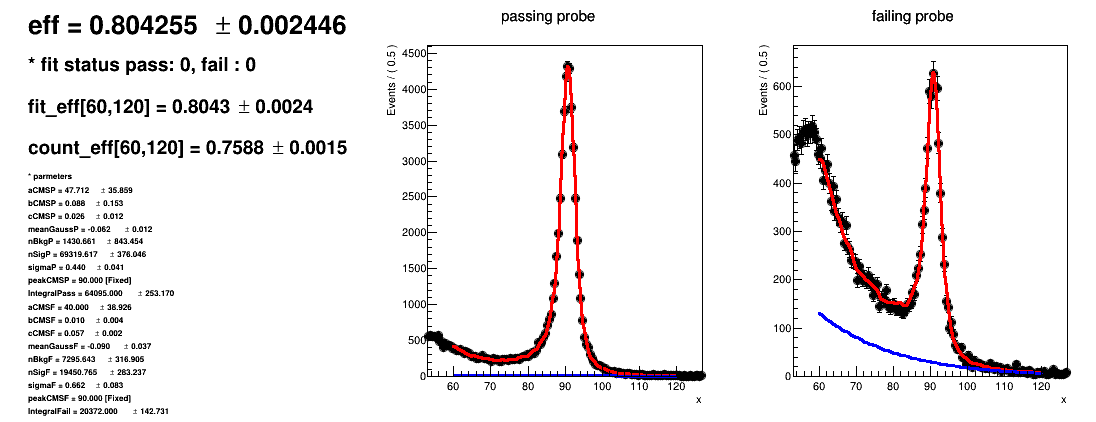 eff = 0.804255 ± 0.002446
* fit status pass: 0, fail : 0
fit_eff[60,120] = 0.8043 ± 0.0024
count_eff[60,120] = 0.7588 ± 0.0015
* parmeters
aCMSP = 47.712 ± 35.859
bCMSP = 0.088 ± 0.153
cCMSP = 0.026 ± 0.012
meanGaussP = -0.062 ± 0.012
nBkgP = 1430.661 ± 843.454
nSigP = 69319.617 ± 376.046
sigmaP = 0.440 ± 0.041
peakCMSP = 90.000 [Fixed]
IntegralPass = 64095.000 ± 253.170
aCMSF = 40.000 ± 38.926
bCMSF = 0.010 ± 0.004
cCMSF = 0.057 ± 0.002
meanGaussF = -0.090 ± 0.037
nBkgF = 7295.643 ± 316.905
nSigF = 19450.765 ± 283.237
sigmaF = 0.662 ± 0.083
peakCMSF = 90.000 [Fixed]
IntegralFail = 20372.000 ± 142.731
passing probe
Events / ( 0.5 )
4500
4000
3500
3000
2500
2000
1500
1000
500
0
60 70 80 90 100 110 120
x
failing probe
Events / ( 0.5 )
600
500
400
300
200
100
0
60 70 80 90 100 110 120
x